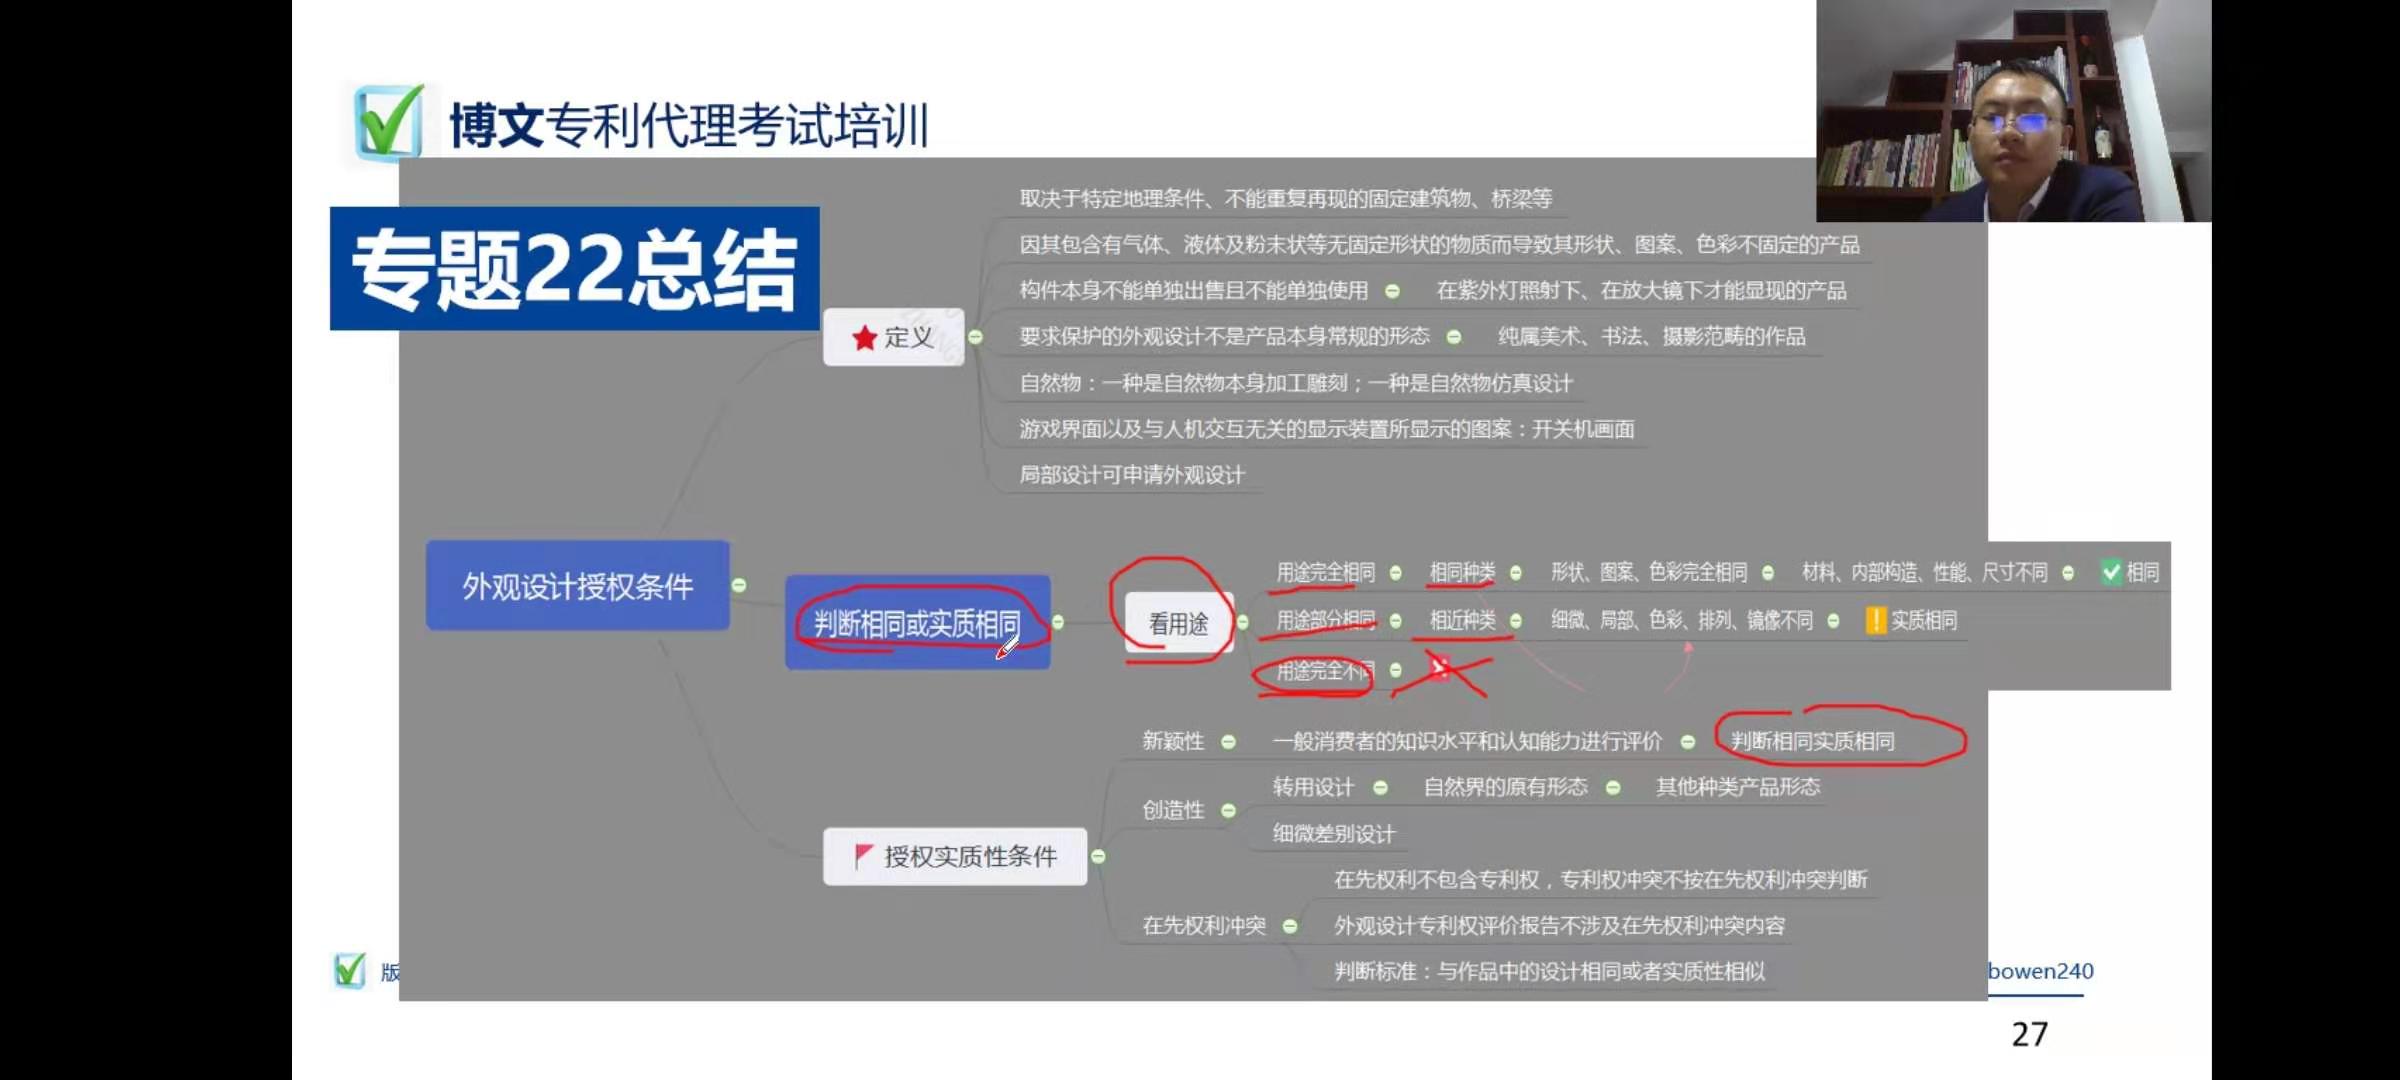 博文专利代理考试培训
专题22总结
取决于特定地理条件、不能重复再现的固定建筑物、桥梁等
因其包含有气体、液体及粉末状等无固定形状的物质而导致其形状、图案、色彩不固定的产品
构件本身不能单独出售且不能单独使用 在紫外灯照射下、在放大镜下才能显现的产品
定义
要求保护的外观设计不是产品本身常规的形态 纯属美术、书法、摄影范畴的作品
自然物：一种是自然物本身加工雕刻；一种是自然物仿真设计
游戏界面以及与人机交互无关的显示装置所显示的图案：开关机画面
局部设计可申请外观设计
外观设计授权条件
判断相同或实质相同
看用途
用途完全相同 相同种类 形状、图案、色彩完全相同 材料、内部构造、性能、尺寸不同 相同
用途部分相同 相近种类 细微、局部、色彩、排列、镜像不同 实质相同
用途完全不同
新颖性 一般消费者的知识水平和认知能力进行评价 判断相同实质相同
创造性
转用设计 自然界的原有形态 其他种类产品形态
细微差别设计
授权实质性条件
在先权利冲突
在先权利不包含专利权，专利权冲突不按在先权利冲突判断
外观设计专利权评价报告不涉及在先权利冲突内容
判断标准：与作品中的设计相同或者实质性相似
版
bowen240
27